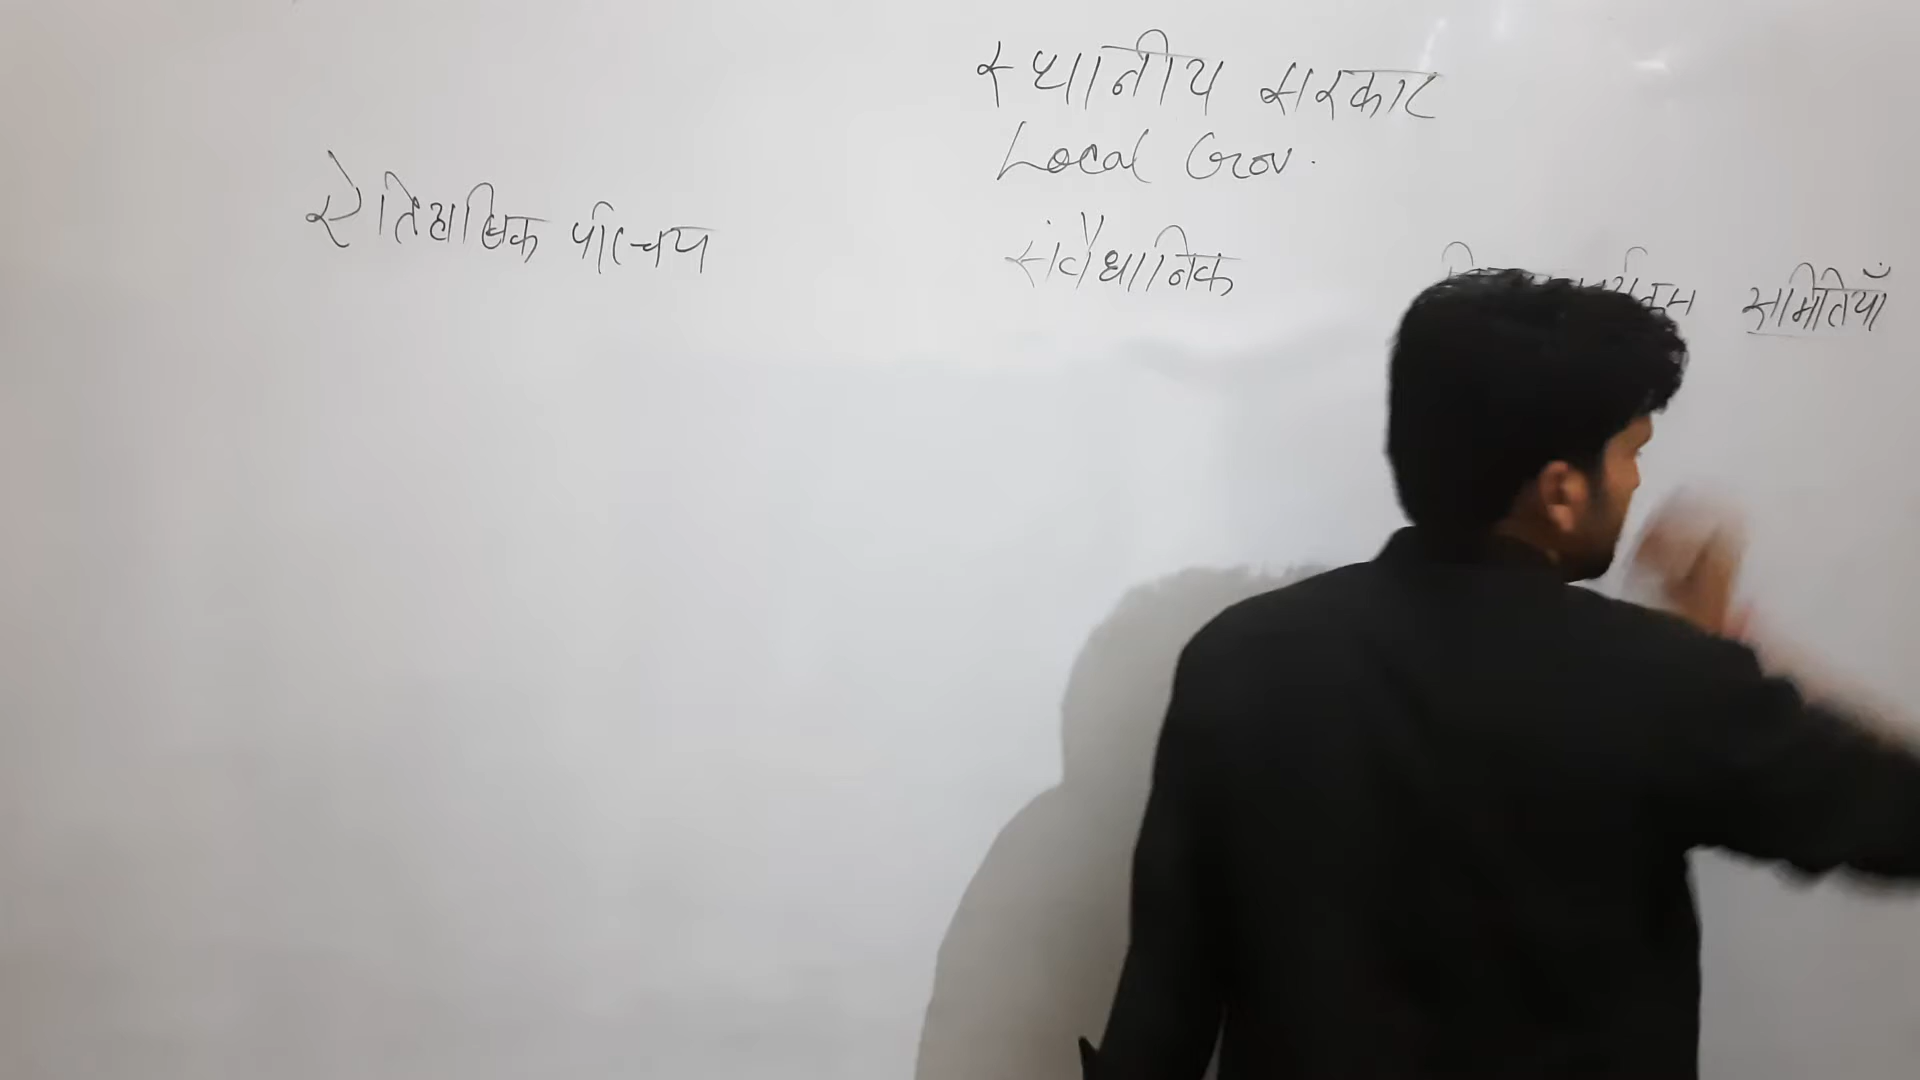 स्थानीय सरकार
Local Gov.
ऐतिहासिक परिचय
संवैधानिक
समितियाँ